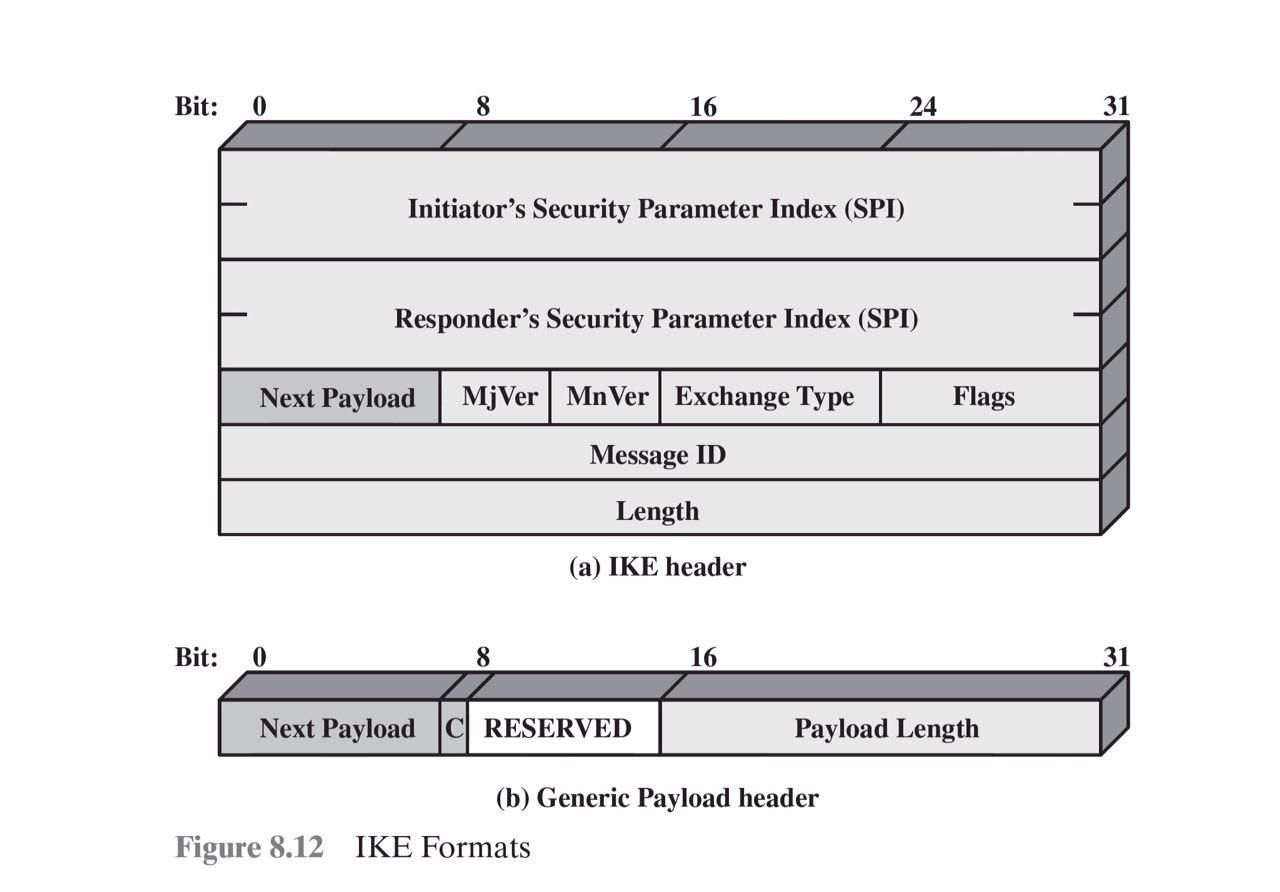 Bit: 0 8 16 24 31
Initiator’s Security Parameter Index (SPI)
Responder’s Security Parameter Index (SPI)
Next Payload MjVer MnVer Exchange Type Flags
Message ID
Length
(a) IKE header
Bit: 0 8 16 31
Next Payload C RESERVED Payload Length
(b) Generic Payload header
Figure 8.12 IKE Formats